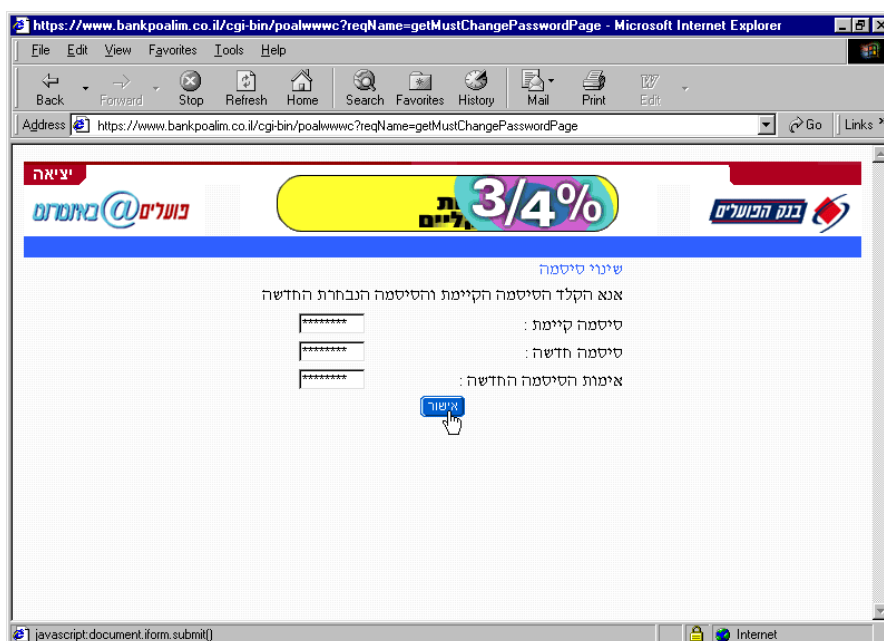 https://www.bankpoalim.co.il/cgi-bin/poalwwwc?reqName=getMustChangePasswordPage - Microsoft Internet Explorer
File Edit View Favorites Tools Help
Back Forward Stop Refresh Home Search Favorites History Mail Print Edit
Address https://www.bankpoalim.co.il/cgi-bin/poalwwwc?reqName=getMustChangePasswordPage Go Links
יציאה
בנק הפועלים
3/4%
פועלים@באינטרנט
שינוי סיסמה
אנא הקלד הסיסמה הקיימת והסיסמה הנבחרת החדשה
סיסמה קיימת : ********
סיסמה חדשה : ********
אימות הסיסמה החדשה : ********
אישור
javascript:document.iform.submit() Internet